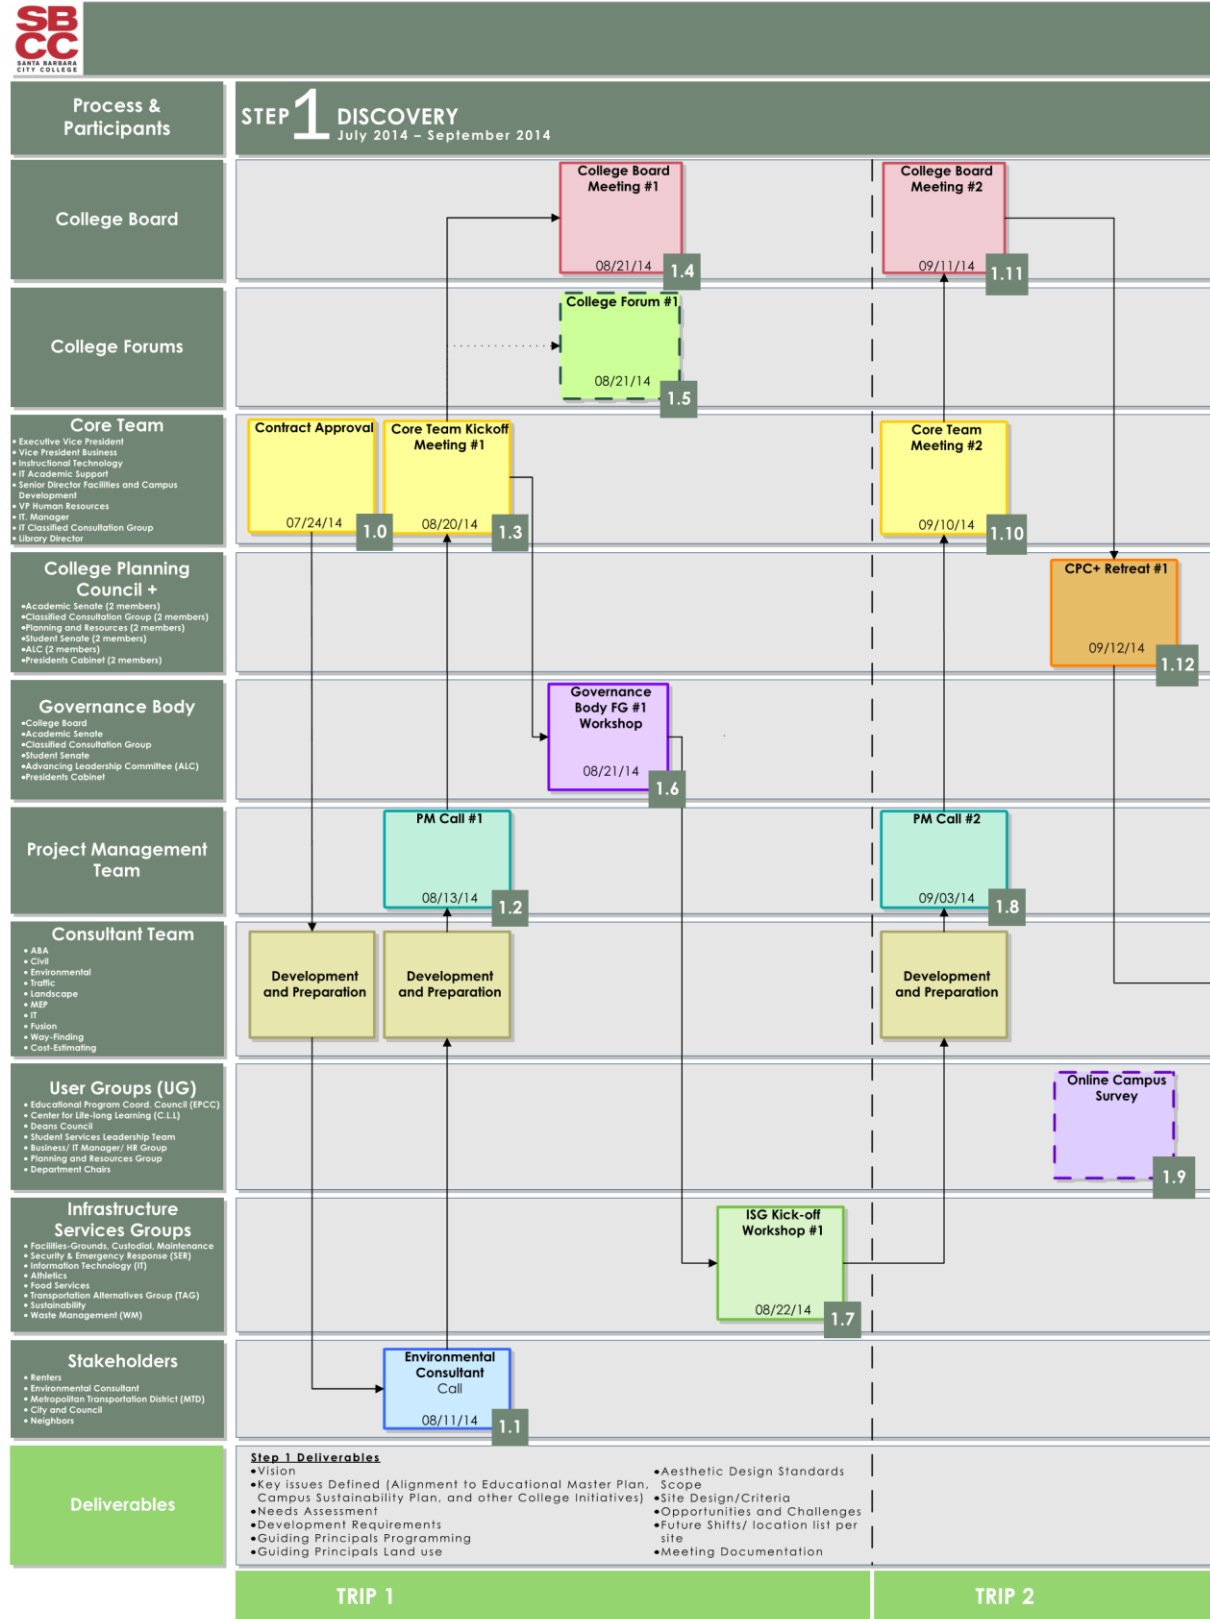 SB
CC
SANTA BARBARA
CITY COLLEGE
Process &
Participants
STEP 1 DISCOVERY
July 2014 – September 2014
College Board
College Board
Meeting #1
08/21/14
1.4
College Board
Meeting #2
09/11/14
1.11
College Forums
College Forum #1
08/21/14
1.5
Core Team
• Executive Vice President
• Vice President Business
• Instructional Technology
• IT Academic Support
• Senior Director Facilities and Campus
Development
• VP Human Resources
• IT. Manager
• IT Classified Consultation Group
• Library Director
Contract Approval
07/24/14
1.0
Core Team Kickoff
Meeting #1
08/20/14
1.3
Core Team
Meeting #2
09/10/14
1.10
College Planning
Council +
•Academic Senate (2 members)
•Classified Consultation Group (2 members)
•Planning and Resources (2 members)
•Student Senate (2 members)
•ALC (2 members)
•Presidents Cabinet (2 members)
CPC+ Retreat #1
09/12/14
1.12
Governance Body
•College Board
•Academic Senate
•Classified Consultation Group
•Student Senate
•Advancing Leadership Committee (ALC)
•Presidents Cabinet
Governance
Body FG #1
Workshop
08/21/14
1.6
Project Management
Team
PM Call #1
08/13/14
1.2
PM Call #2
09/03/14
1.8
Consultant Team
• ABA
• Civil
• Environmental
• Traffic
• Landscape
• MEP
• IT
• Fusion
• Way-Finding
• Cost-Estimating
Development
and Preparation
Development
and Preparation
Development
and Preparation
User Groups (UG)
• Educational Program Coord. Council (EPCC)
• Center for Life-long Learning (C.L.L)
• Deans Council
• Student Services Leadership Team
• Business/ IT Manager/ HR Group
• Planning and Resources Group
• Department Chairs
Online Campus
Survey
1.9
Infrastructure
Services Groups
• Facilities-Grounds, Custodial, Maintenance
• Security & Emergency Response (SER)
• Information Technology (IT)
• Athletics
• Food Services
• Transportation Alternatives Group (TAG)
• Sustainability
• Waste Management (WM)
ISG Kick-off
Workshop #1
08/22/14
1.7
Stakeholders
• Renters
• Environmental Consultant
• Metropolitan Transportation District (MTD)
• City and Council
• Neighbors
Environmental
Consultant
Call
08/11/14
1.1
Deliverables
Step 1 Deliverables
•Vision
•Key issues Defined (Alignment to Educational Master Plan,
Campus Sustainability Plan, and other College Initiatives)
•Needs Assessment
•Development Requirements
•Guiding Principals Programming
•Guiding Principals Land use
•Aesthetic Design Standards
Scope
•Site Design/Criteria
•Opportunities and Challenges
•Future Shifts/ location list per
site
•Meeting Documentation
TRIP 1
TRIP 2